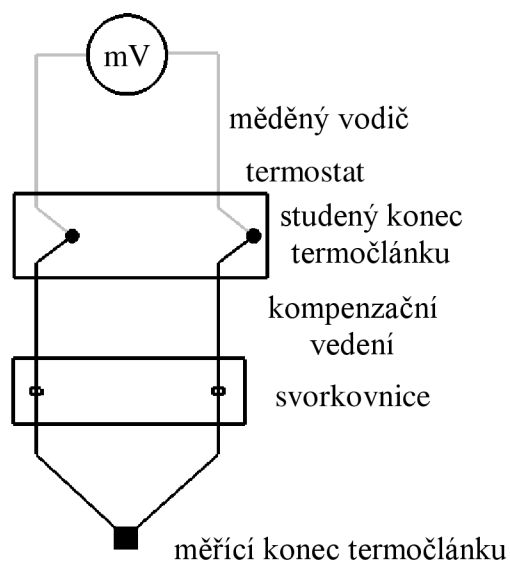 mV
měděný vodič
termostat
studený konec
termočlánku
kompenzační
vedení
svorkovnice
měřící konec termočlánku